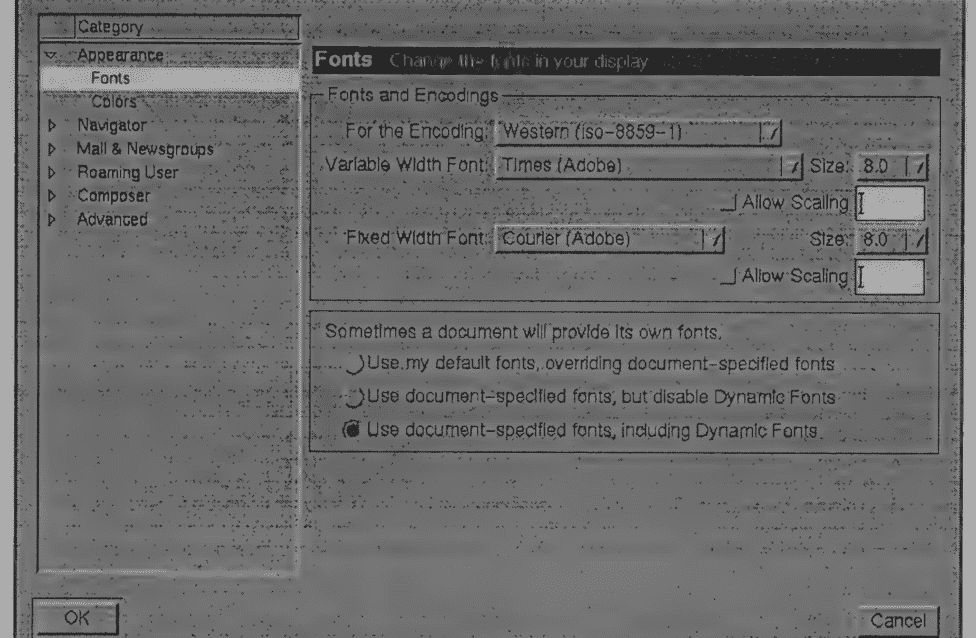 Category
Appearance
Fonts
Colors
Navigator
Mail & Newsgroups
Roaming User
Composer
Advanced
Fonts Change the fonts in your display
Fonts and Encodings
For the Encoding: Western (iso-8859-1)
Variable Width Font: Times (Adobe) Size: 8.0
Allow Scaling
Fixed Width Font: Courier (Adobe) Size: 8.0
Allow Scaling
Sometimes a document will provide its own fonts.
Use my default fonts, overriding document-specified fonts
Use document-specified fonts, but disable Dynamic Fonts
Use document-specified fonts, including Dynamic Fonts
OK
Cancel